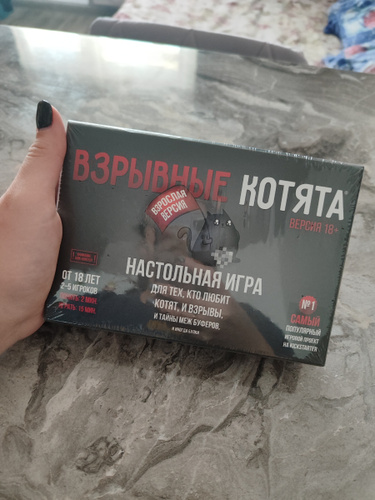 ВЗРЫВНЫЕ КОТЯТА
ВЗРОСЛАЯ
ВЕРСИЯ
ВЕРСИЯ 18+
ОТ 18 ЛЕТ
2-5 ИГРОКОВ
НАСТОЛЬНАЯ ИГРА
ДЛЯ ТЕХ, КТО ЛЮБИТ
КОТЯТ, И ВЗРЫВЫ,
И ТАЙНЫ МЕЖ БУФЕРОВ,
№1
САМЫЙ
ПОПУЛЯРНЫЙ
ИГРОВОЙ ПРОЕКТ
НА KICKSTARTER